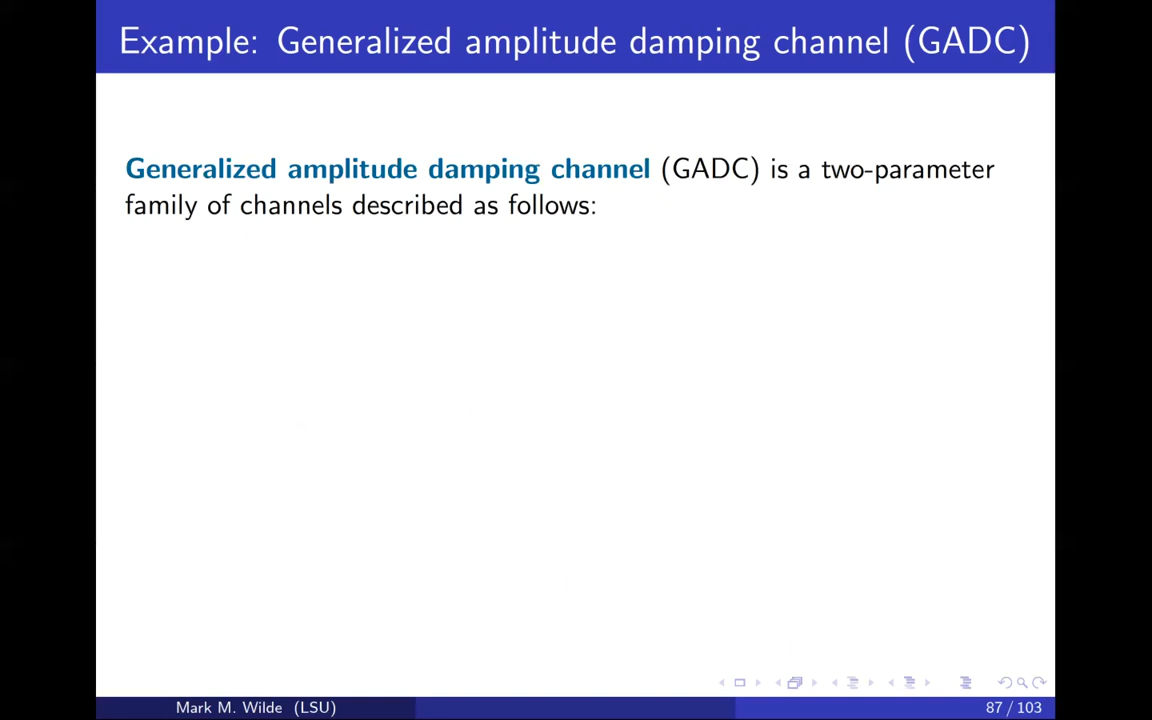 Example: Generalized amplitude damping channel (GADC)
Generalized amplitude damping channel (GADC) is a two-parameter
family of channels described as follows:
Mark M. Wilde (LSU)
87 / 103